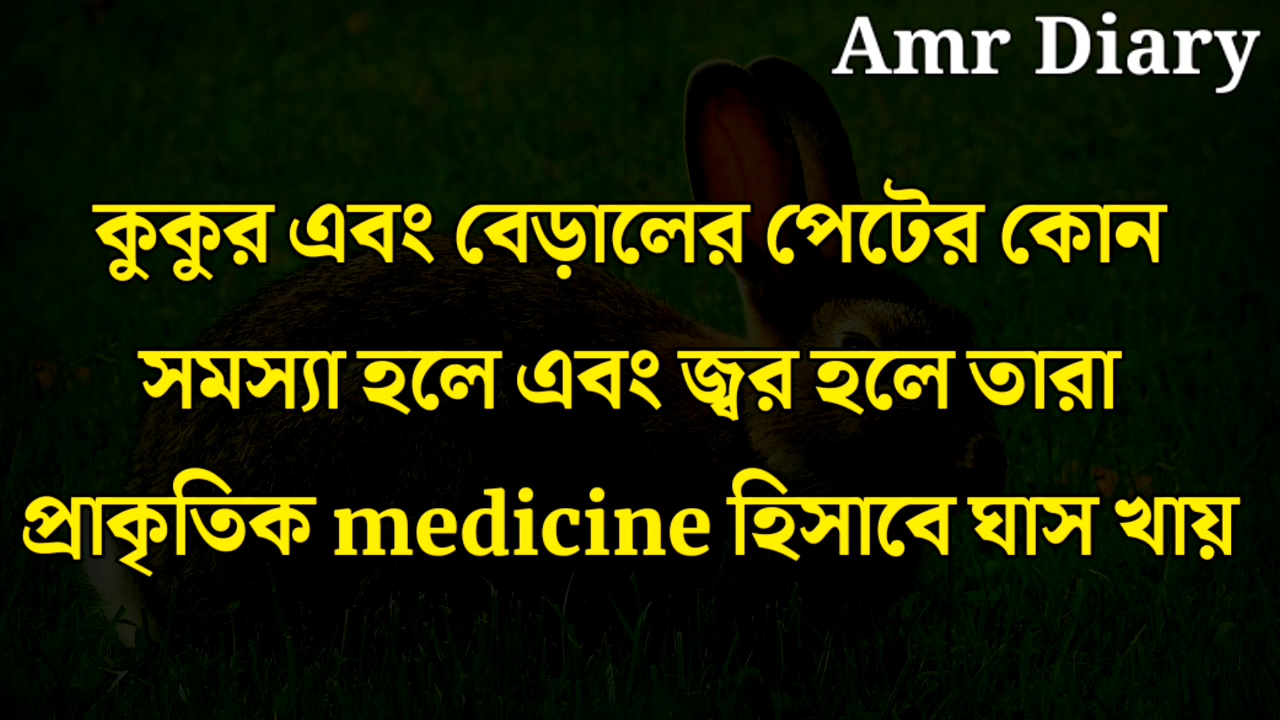 Amr Diary
কুকুর এবং বেড়ালের পেটের কোন
সমস্যা হলে এবং জ্বর হলে তারা
প্রাকৃতিক medicine হিসাবে ঘাস খায়